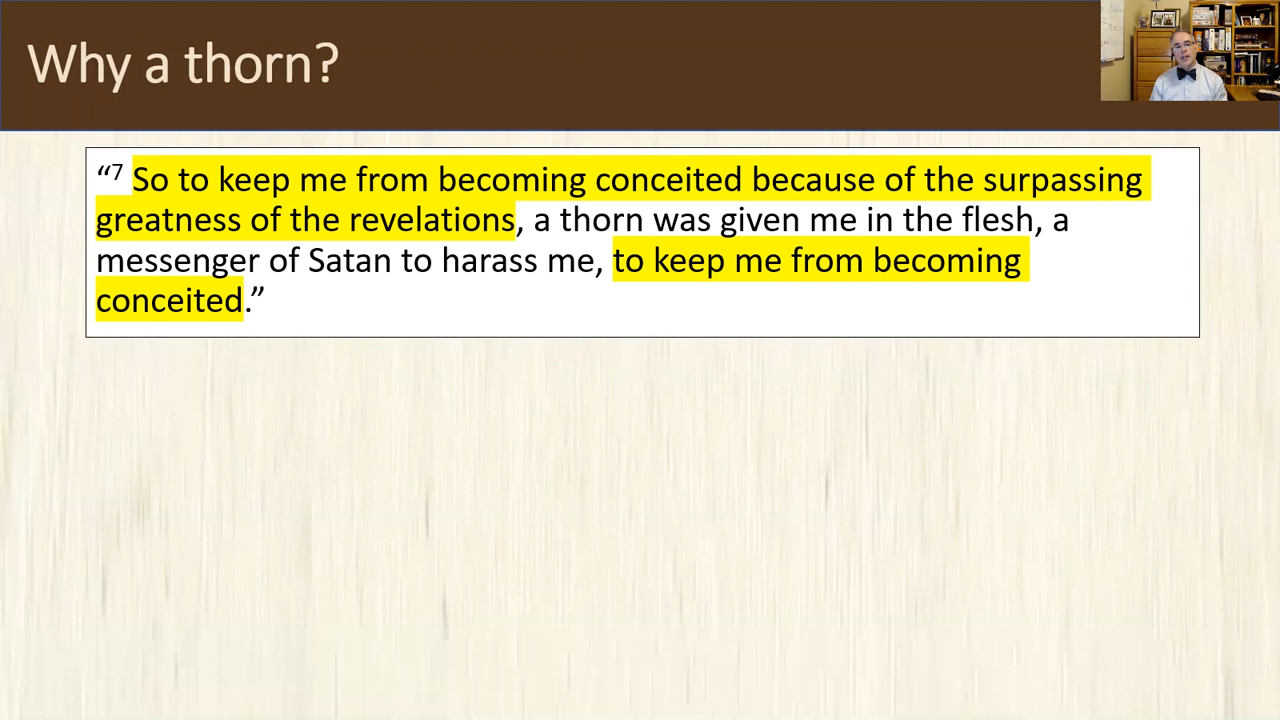 Why a thorn?
“7 So to keep me from becoming conceited because of the surpassing
greatness of the revelations, a thorn was given me in the flesh, a
messenger of Satan to harass me, to keep me from becoming
conceited.”